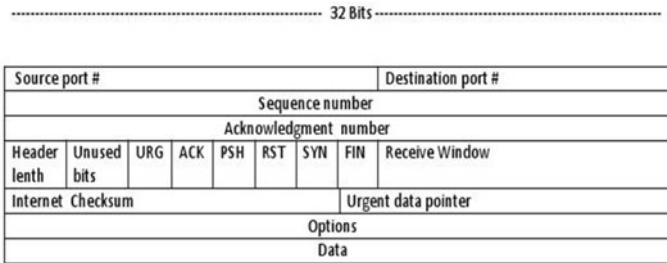 32 Bits
Source port # Destination port #
Sequence number
Acknowledgment number
Header lenth Unused bits URG ACK PSH RST SYN FIN Receive Window
Internet Checksum Urgent data pointer
Options
Data